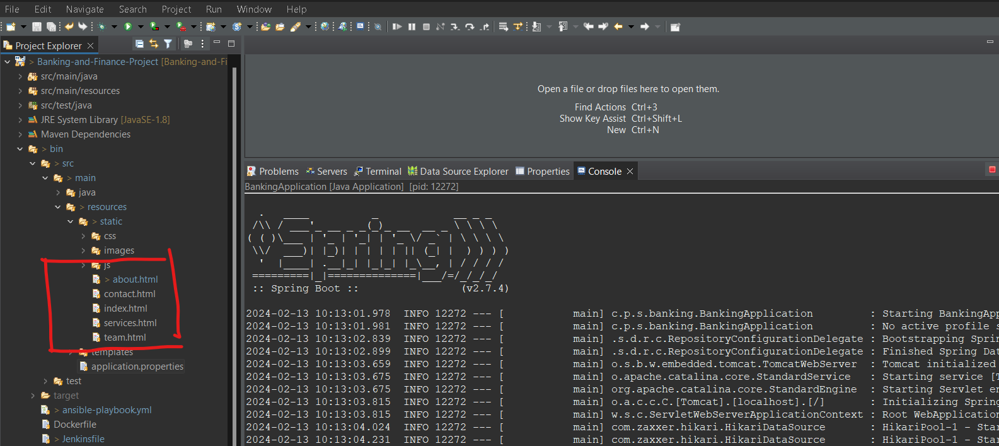 File Edit Navigate Search Project Run Window Help
Project Explorer
> Banking-and-Finance-Project [Banking-and-Fi
src/main/java
src/main/resources
src/test/java
JRE System Library [JavaSE-1.8]
Maven Dependencies
> bin
> src
> main
java
> resources
> static
css
images
js
> about.html
contact.html
index.html
services.html
team.html
templates
application.properties
test
target
> ansible-playbook.yml
Dockerfile
> Jenkinsfile
Open a file or drop files here to open them.
Find Actions Ctrl+3
Show Key Assist Ctrl+Shift+L
New Ctrl+N
Problems Servers Terminal Data Source Explorer Properties Console
BankingApplication [Java Application] [pid: 12272]
Spring
:: Spring Boot :: (v2.7.4)
2024-02-13 10:13:01.978 INFO 12272 --- [ main] c.p.s.banking.BankingApplication : Starting BankingApp
2024-02-13 10:13:01.981 INFO 12272 --- [ main] c.p.s.banking.BankingApplication : No active profile s
2024-02-13 10:13:02.839 INFO 12272 --- [ main] .s.d.r.c.RepositoryConfigurationDelegate : Bootstrapping Sprin
2024-02-13 10:13:02.899 INFO 12272 --- [ main] .s.d.r.c.RepositoryConfigurationDelegate : Finished Spring Dat
2024-02-13 10:13:03.659 INFO 12272 --- [ main] o.s.b.w.embedded.tomcat.TomcatWebServer : Tomcat initialized
2024-02-13 10:13:03.675 INFO 12272 --- [ main] o.apache.catalina.core.StandardService : Starting service [T
2024-02-13 10:13:03.675 INFO 12272 --- [ main] org.apache.catalina.core.StandardEngine : Starting Servlet en
2024-02-13 10:13:03.815 INFO 12272 --- [ main] o.a.c.c.C.[Tomcat].[localhost].[/] : Initializing Spring
2024-02-13 10:13:03.815 INFO 12272 --- [ main] w.s.c.ServletWebServerApplicationContext : Root WebApplication
2024-02-13 10:13:04.024 INFO 12272 --- [ main] com.zaxxer.hikari.HikariDataSource : HikariPool-1 - Star
2024-02-13 10:13:04.231 INFO 12272 --- [ main] com.zaxxer.hikari.HikariDataSource : HikariPool-1 - Star